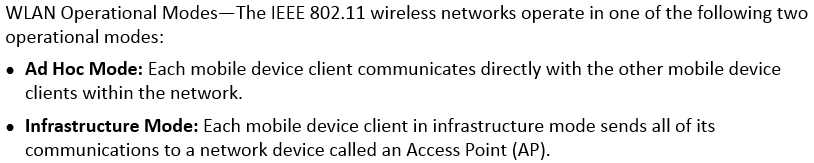 WLAN Operational Modes—The IEEE 802.11 wireless networks operate in one of the following two
operational modes:
• Ad Hoc Mode: Each mobile device client communicates directly with the other mobile device
clients within the network.
• Infrastructure Mode: Each mobile device client in infrastructure mode sends all of its
communications to a network device called an Access Point (AP).